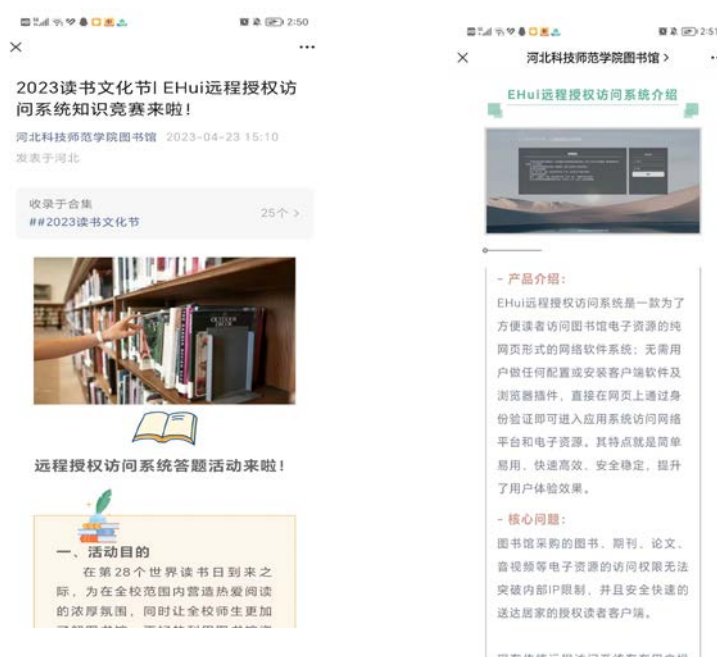 2:50
2023读书文化节| EHui远程授权访
问系统知识竞赛来啦！
河北科技师范学院图书馆 2023-04-23 15:10
发表于河北
收录于合集
##2023读书文化节
25个 >
OUTDOOR
DECOR
远程授权访问系统答题活动来啦！
一、活动目的
在第28个世界读书日到来之
际，为在全校范围内营造热爱阅读
的浓厚氛围，同时让全校师生更加
2:51
河北科技师范学院图书馆 >
EHui远程授权访问系统介绍
- 产品介绍：
EHui远程授权访问系统是一款为了
方便读者访问图书馆电子资源的纯
网页形式的网络软件系统；无需用
户做任何配置或安装客户端软件及
浏览器插件，直接在网页上通过身
份验证即可进入应用系统访问网络
平台和电子资源。其特点就是简单
易用、快速高效、安全稳定，提升
了用户体验效果。
- 核心问题：
图书馆采购的图书、期刊、论文、
音视频等电子资源的访问权限无法
突破内部IP限制，并且安全快速的
送达居家的授权读者客户端。